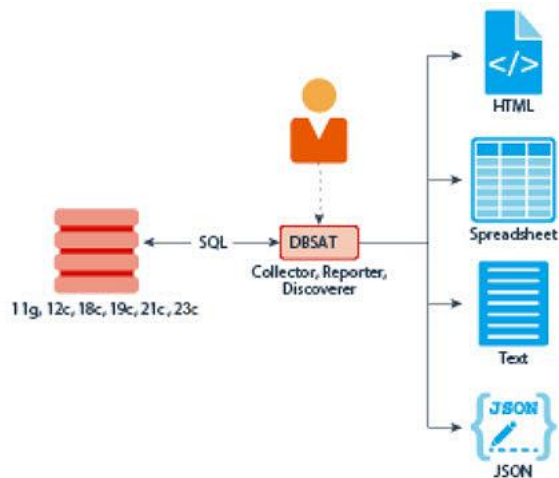 </>
HTML
Spreadsheet
SQL
DBSAT
Collector, Reporter,
Discoverer
11g, 12c, 18c, 19c, 21c, 23c
Text
{JSON}
JSON